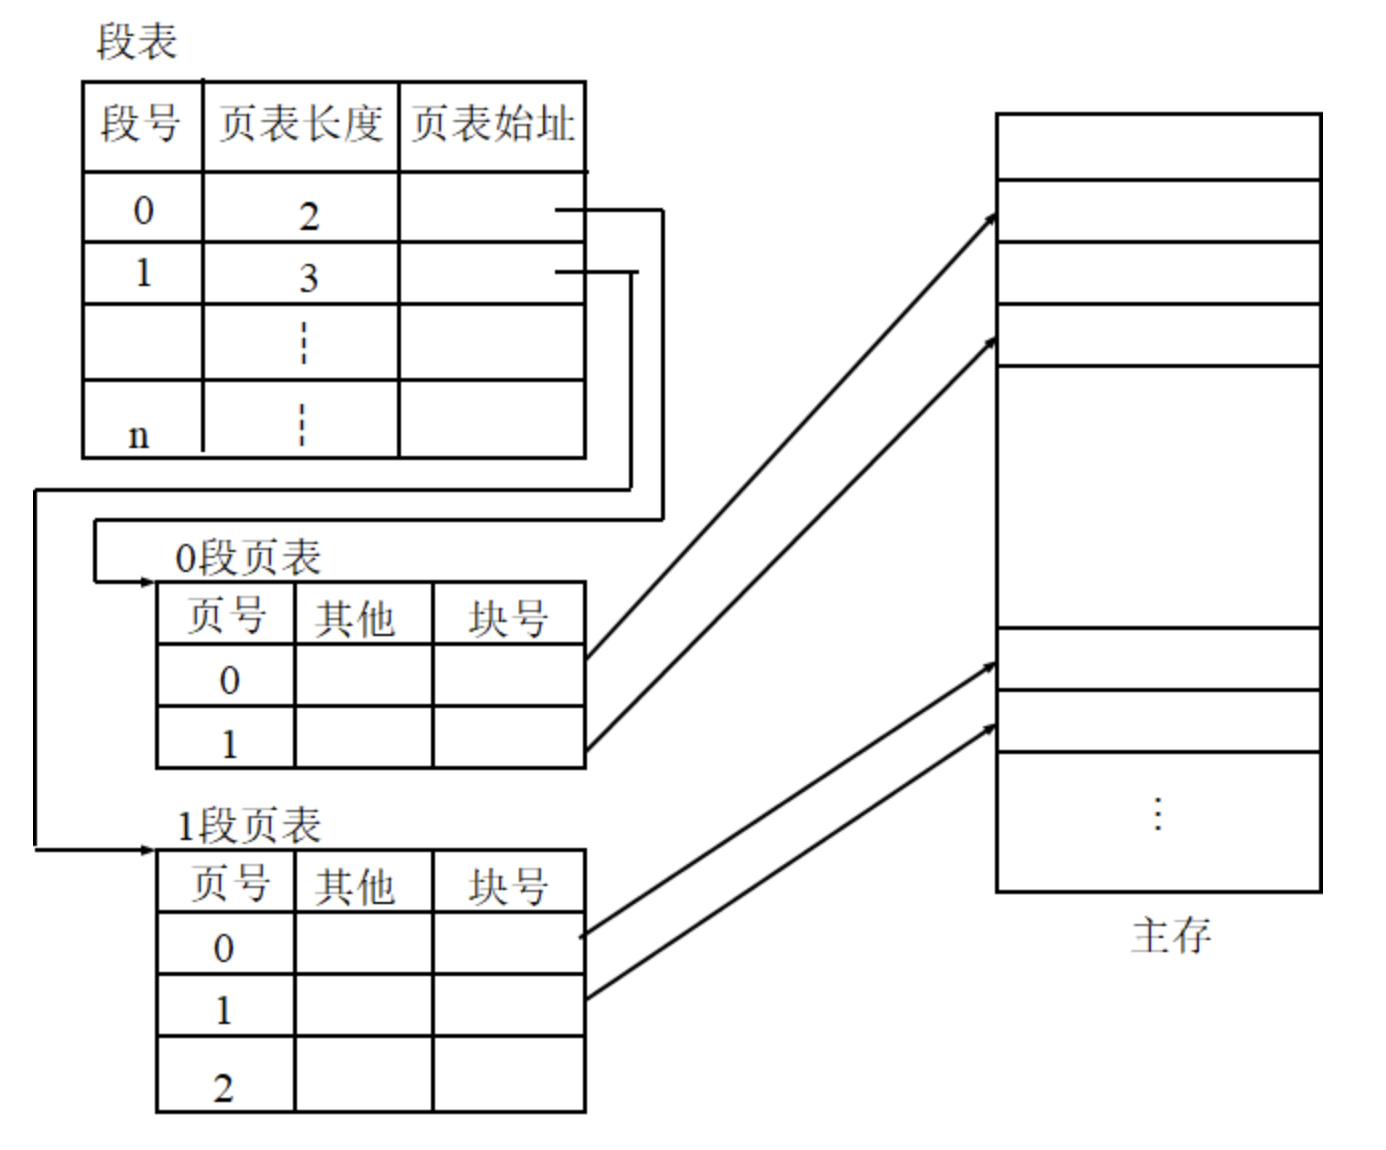 段表
段号 页表长度 页表始址
0 2
1 3
n
0段页表
页号 其他 块号
0
1
1段页表
页号 其他 块号
0
1
2
主存